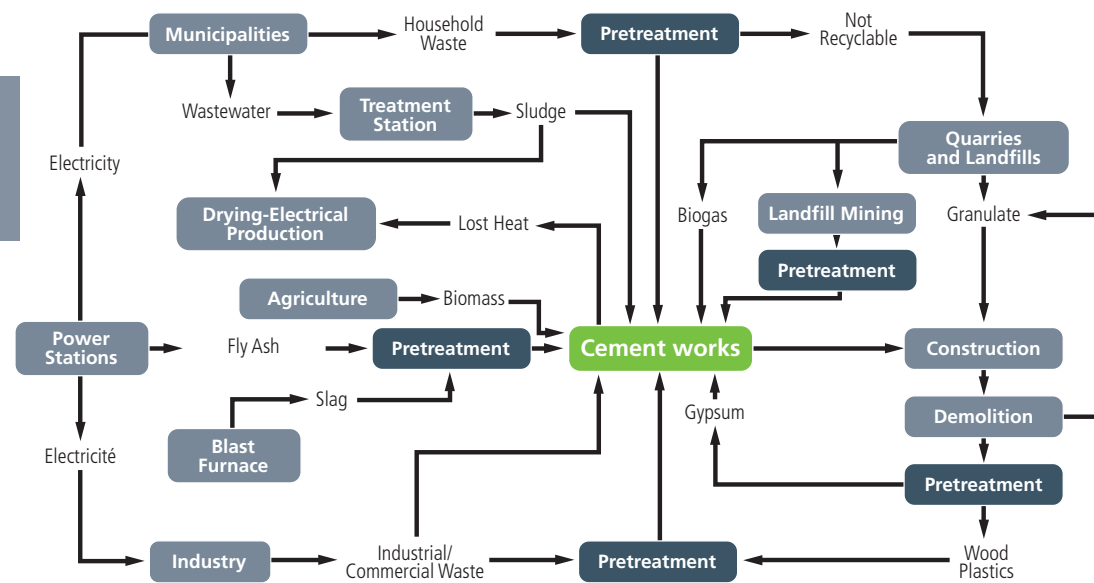 Municipalities
Household
Waste
Pretreatment
Not
Recyclable
Wastewater
Treatment
Station
Sludge
Quarries
and Landfills
Electricity
Drying-Electrical
Production
Lost Heat
Biogas
Landfill Mining
Granulate
Pretreatment
Agriculture
Biomass
Power
Stations
Fly Ash
Pretreatment
Cement works
Construction
Slag
Gypsum
Demolition
Electricité
Blast
Furnace
Pretreatment
Industry
Industrial/
Commercial Waste
Pretreatment
Wood
Plastics